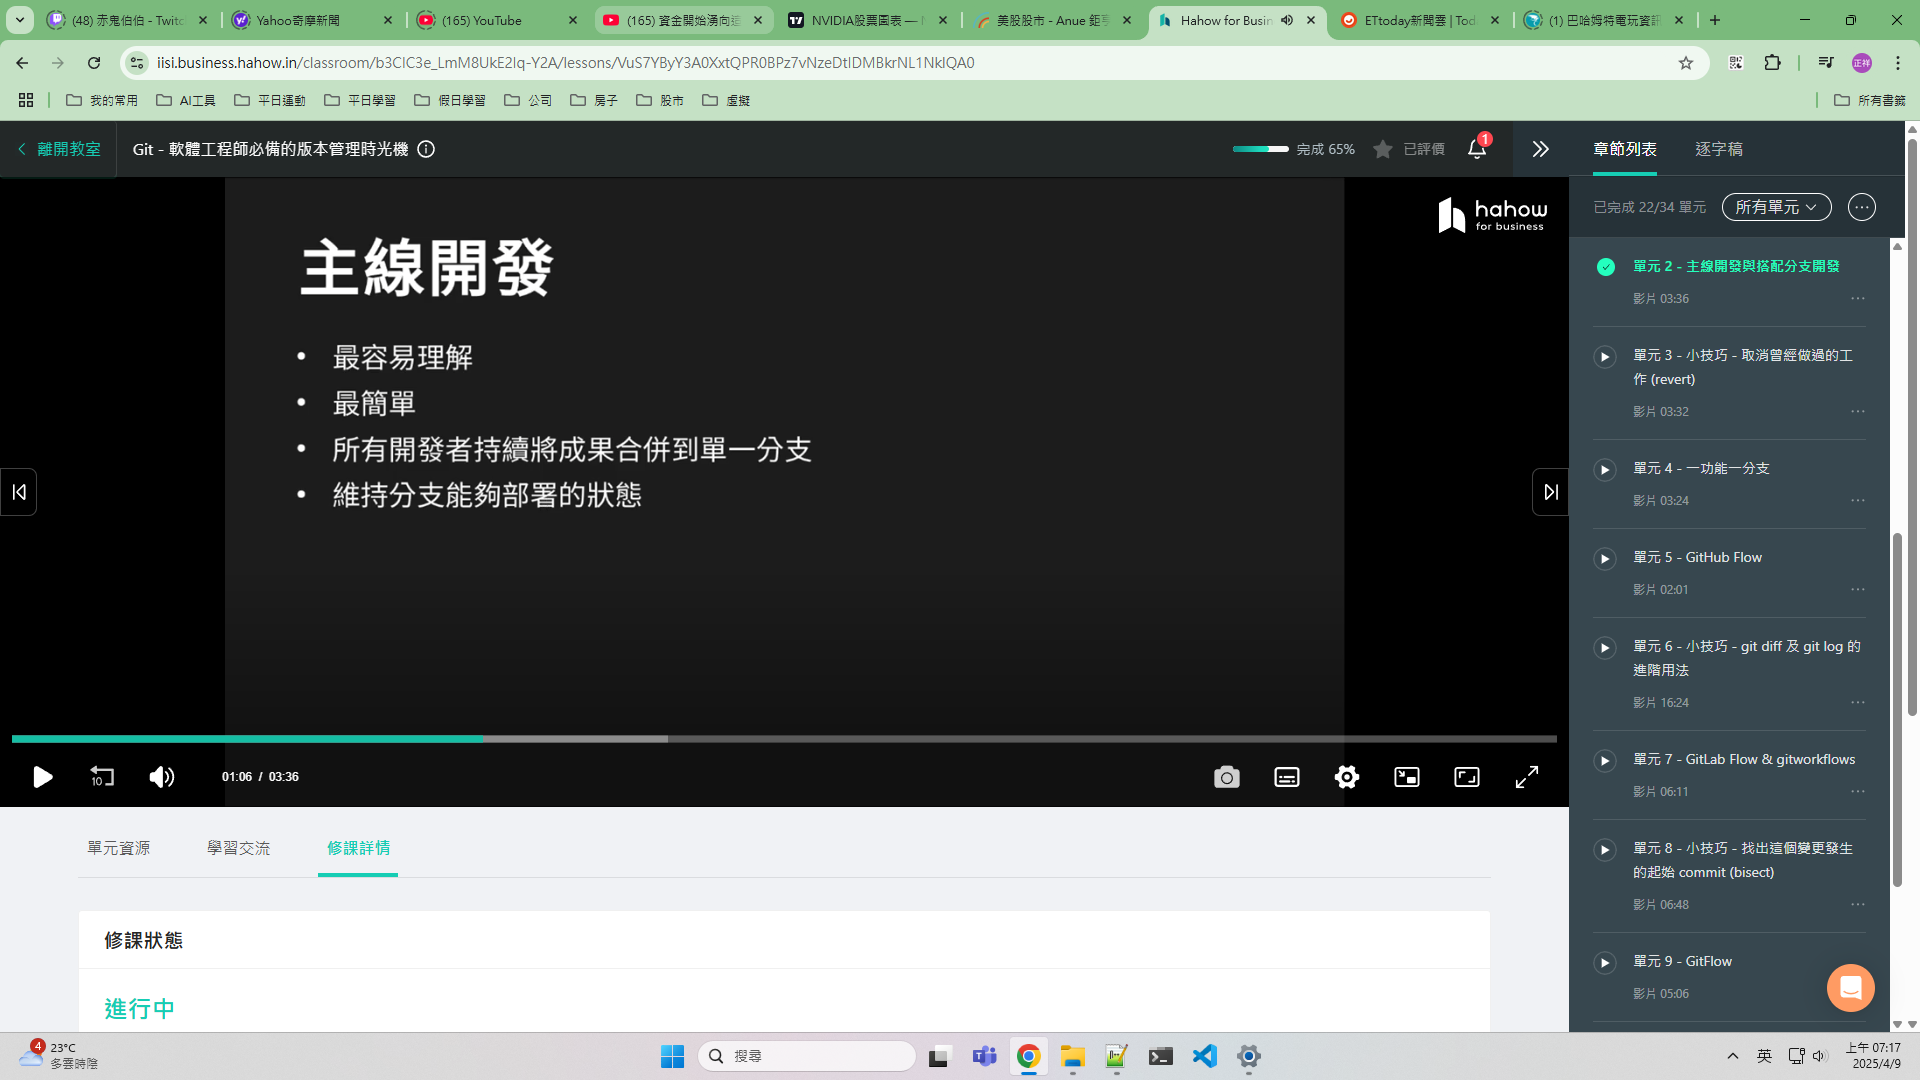 (48) 赤鬼伯伯 - Twitc
Yahoo奇摩新聞
(165) YouTube
(165) 資金開始湧向這
NVIDIA股票圖表 — N
美股股市 - Anue 鉅亨
Hahow for Busin
ETtoday新聞雲 | Tod
(1) 巴哈姆特電玩資訊
iisi.business.hahow.in/classroom/b3ClC3e_LmM8UkE2lq-Y2A/lessons/VuS7YByY3A0XxtQPR0BPz7vNzeDtlDMBkrNL1NklQA0
正祥
我的常用
AI工具
平日運動
平日學習
假日學習
公司
房子
股市
虛擬
所有書籤
離開教室
Git - 軟體工程師必備的版本管理時光機
完成 65%
已評價
1
章節列表
逐字稿
已完成 22/34 單元
所有單元
hahow
for business
主線開發
• 最容易理解
• 最簡單
• 所有開發者持續將成果合併到單一分支
• 維持分支能夠部署的狀態
10
01:06 / 03:36
單元 2 - 主線開發與搭配分支開發
影片 03:36
單元 3 - 小技巧 - 取消曾經做過的工
作 (revert)
影片 03:32
單元 4 - 一功能一分支
影片 03:24
單元 5 - GitHub Flow
影片 02:01
單元 6 - 小技巧 - git diff 及 git log 的
進階用法
影片 16:24
單元 7 - GitLab Flow & gitworkflows
影片 06:11
單元 8 - 小技巧 - 找出這個變更發生
的起始 commit (bisect)
影片 06:48
單元 9 - GitFlow
影片 05:06
單元資源
學習交流
修課詳情
修課狀態
進行中
4
23°C
多雲時陰
搜尋
英
上午 07:17
2025/4/9